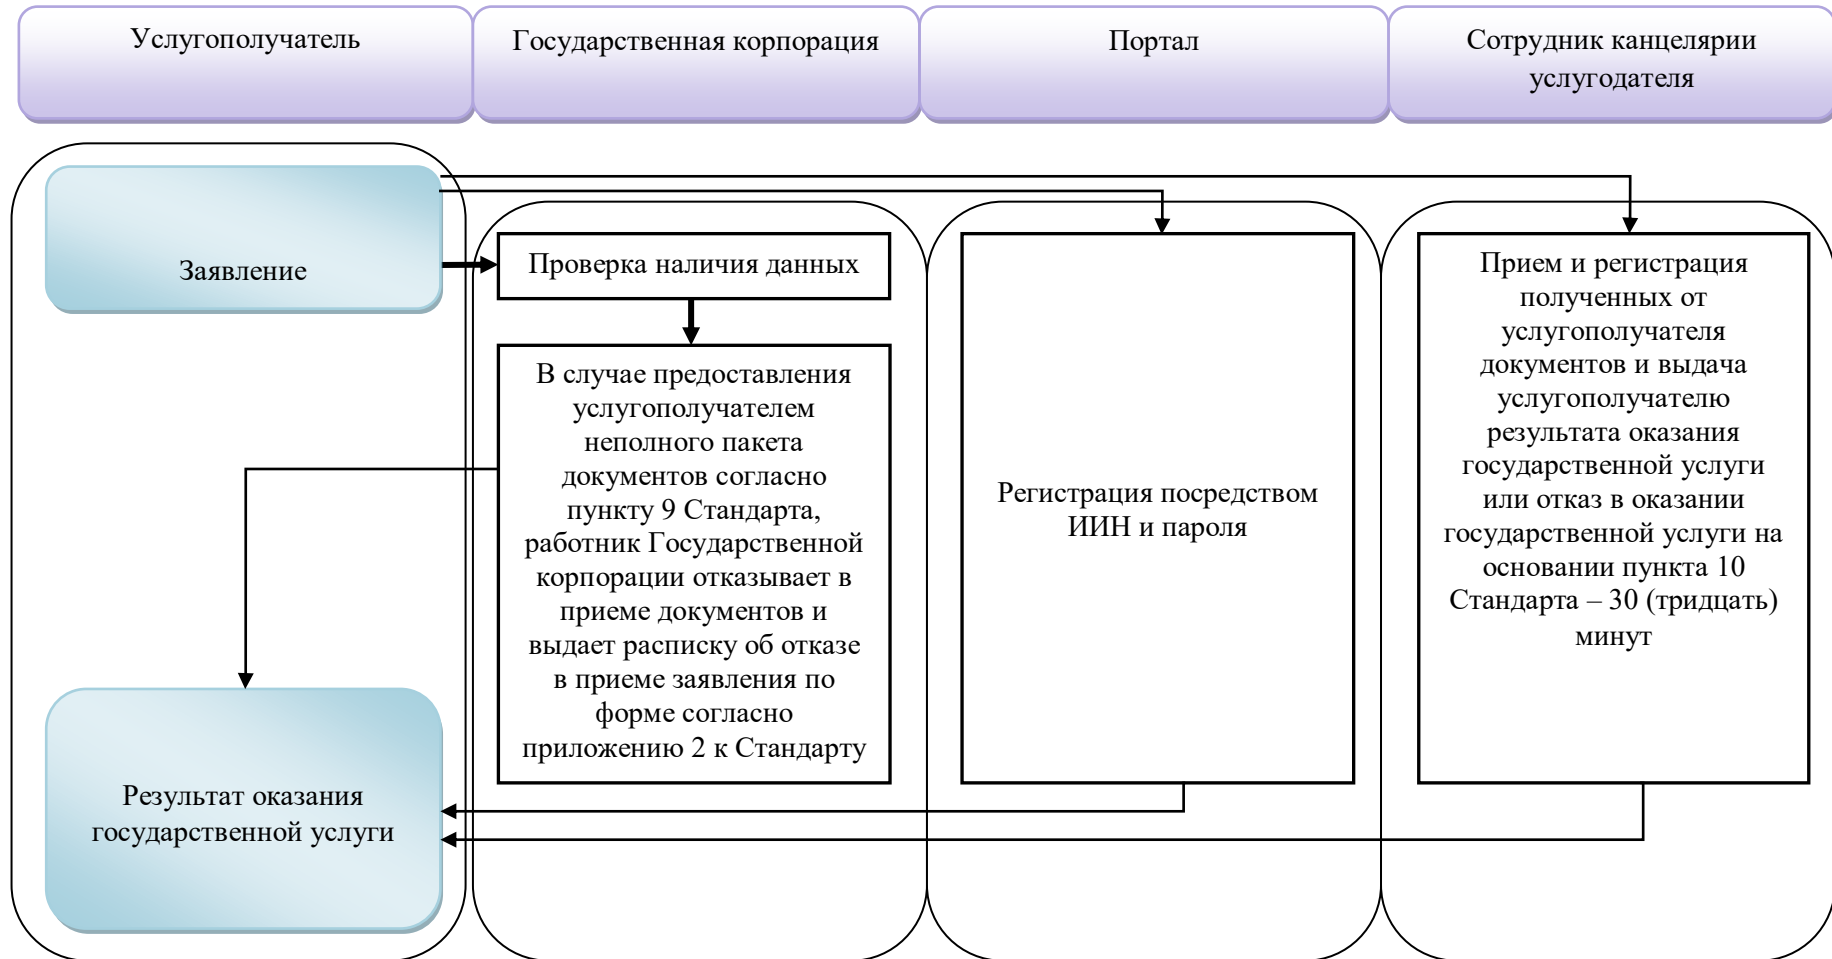 Услугополучатель
Государственная корпорация
Портал
Сотрудник канцелярии
услугодателя
Заявление
Проверка наличия данных
В случае предоставления
услугополучателем
неполного пакета
документов согласно
пункту 9 Стандарта,
работник Государственной
корпорации отказывает в
приеме документов и
выдает расписку об отказе
в приеме заявления по
форме согласно
приложению 2 к Стандарту
Регистрация посредством
ИИН и пароля
Прием и регистрация
полученных от
услугополучателя
документов и выдача
услугополучателю
результата оказания
государственной услуги
или отказ в оказании
государственной услуги на
основании пункта 10
Стандарта – 30 (тридцать)
минут
Результат оказания
государственной услуги